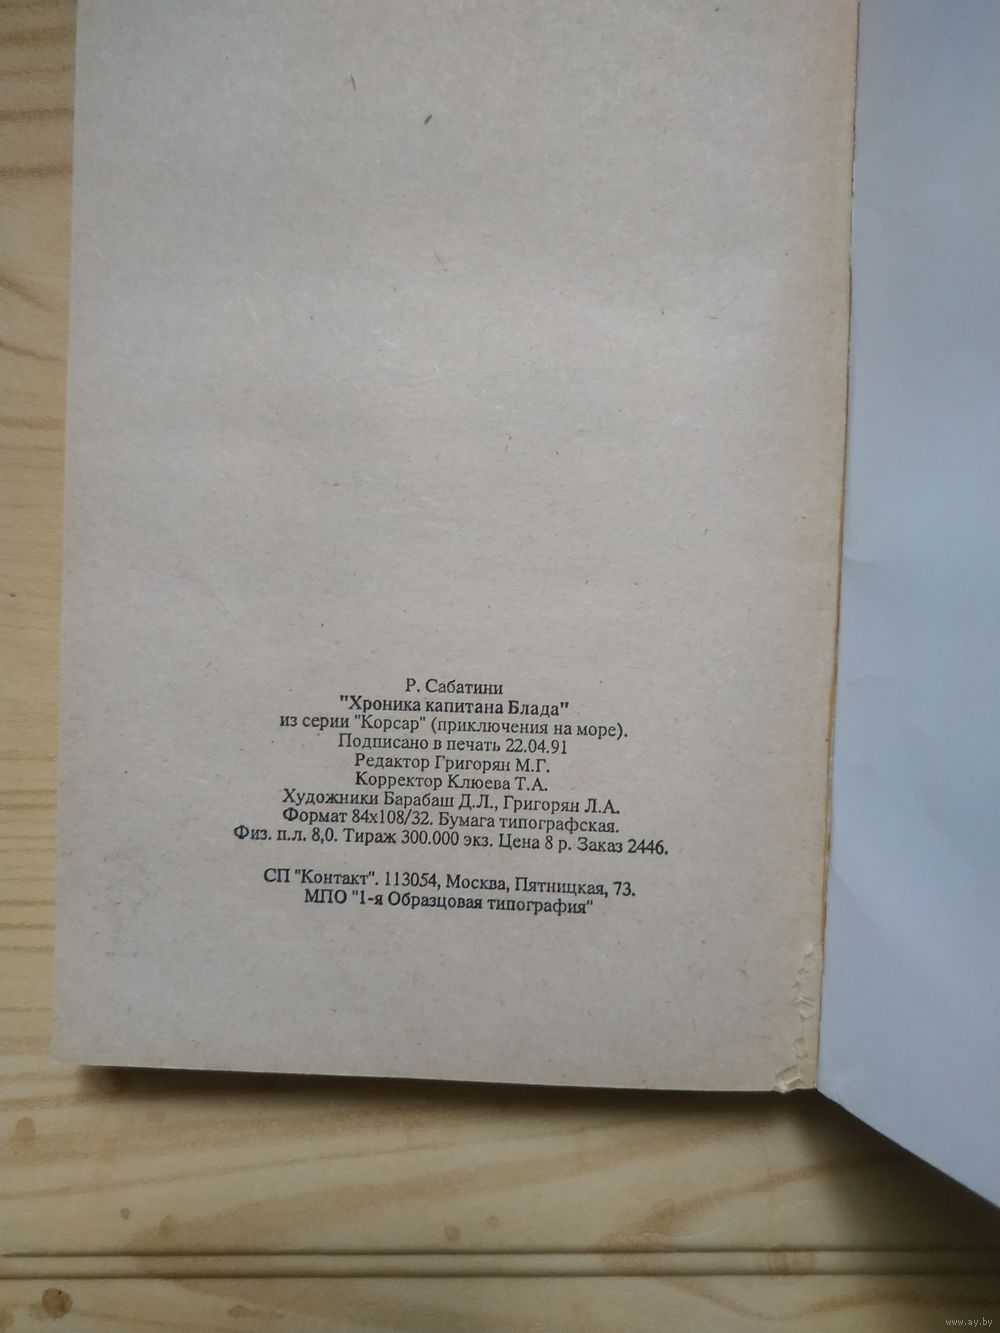 Р. Сабатини
"Хроника капитана Блада"
из серии "Корсар" (приключения на море).
Подписано в печать 22.04.91
Редактор Григорян М.Г.
Корректор Клюева Т.А.
Художники Барабаш Д.Л., Григорян Л.А.
Формат 84x108/32. Бумага типографская.
Физ. п.л. 8,0. Тираж 300.000 экз. Цена 8 р. Заказ 2446.
СП "Контакт". 113054, Москва, Пятницкая, 73.
МПО "1-я Образцовая типография"
www.ay.by